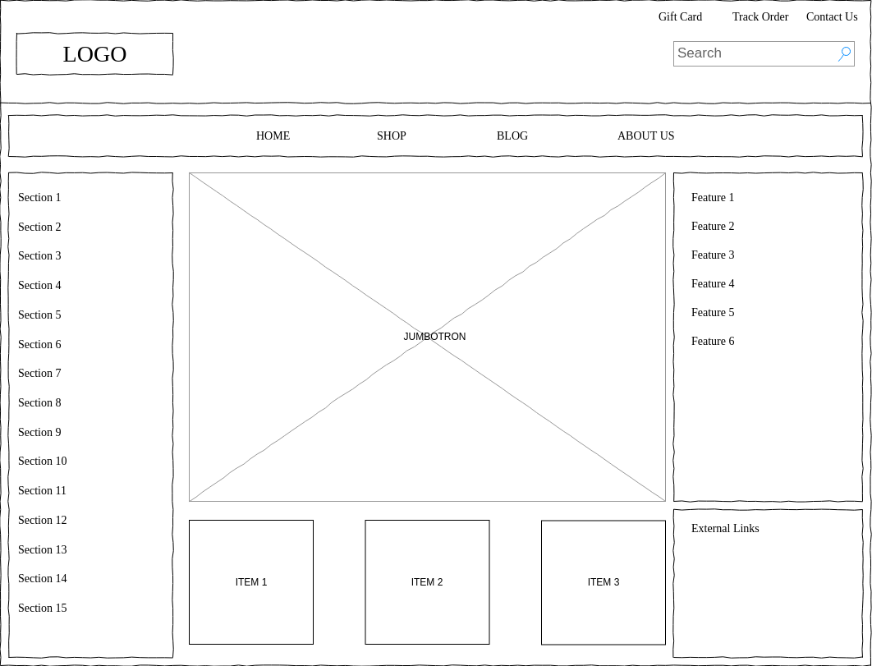 Gift Card Track Order Contact Us
LOGO
Search
HOME SHOP BLOG ABOUT US
Section 1
Section 2
Section 3
Section 4
Section 5
Section 6
Section 7
Section 8
Section 9
Section 10
Section 11
Section 12
Section 13
Section 14
Section 15
JUMBOTRON
ITEM 1 ITEM 2 ITEM 3
Feature 1
Feature 2
Feature 3
Feature 4
Feature 5
Feature 6
External Links